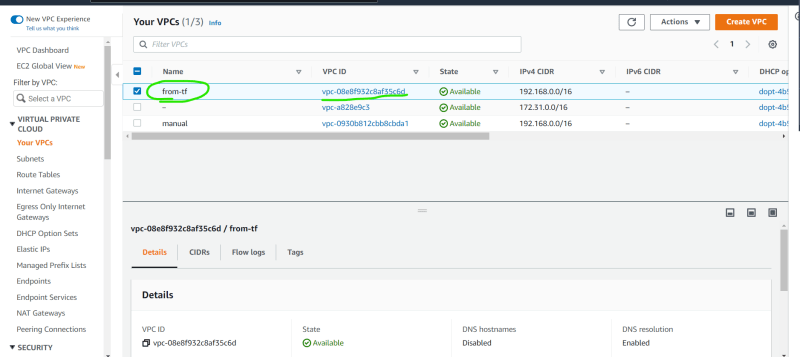 New VPC Experience
Tell us what you think
VPC Dashboard
EC2 Global View New
Filter by VPC:
Select a VPC
VIRTUAL PRIVATE CLOUD
Your VPCs
Subnets
Route Tables
Internet Gateways
Egress Only Internet Gateways
DHCP Option Sets
Elastic IPs
Managed Prefix Lists
Endpoints
Endpoint Services
NAT Gateways
Peering Connections
SECURITY
Your VPCs (1/3) Info
Actions
Create VPC
Filter VPCs
1
Name VPC ID State IPv4 CIDR IPv6 CIDR DHCP op
from-tf vpc-08e8f932c8af35c6d Available 192.168.0.0/16 – dopt-4b5
– vpc-a828e9c3 Available 172.31.0.0/16 – dopt-4b5
manual vpc-0930b812cbb8cbda1 Available 192.168.0.0/16 – dopt-4b5
vpc-08e8f932c8af35c6d / from-tf
Details CIDRs Flow logs Tags
Details
VPC ID State DNS hostnames DNS resolution
vpc-08e8f932c8af35c6d Available Disabled Enabled